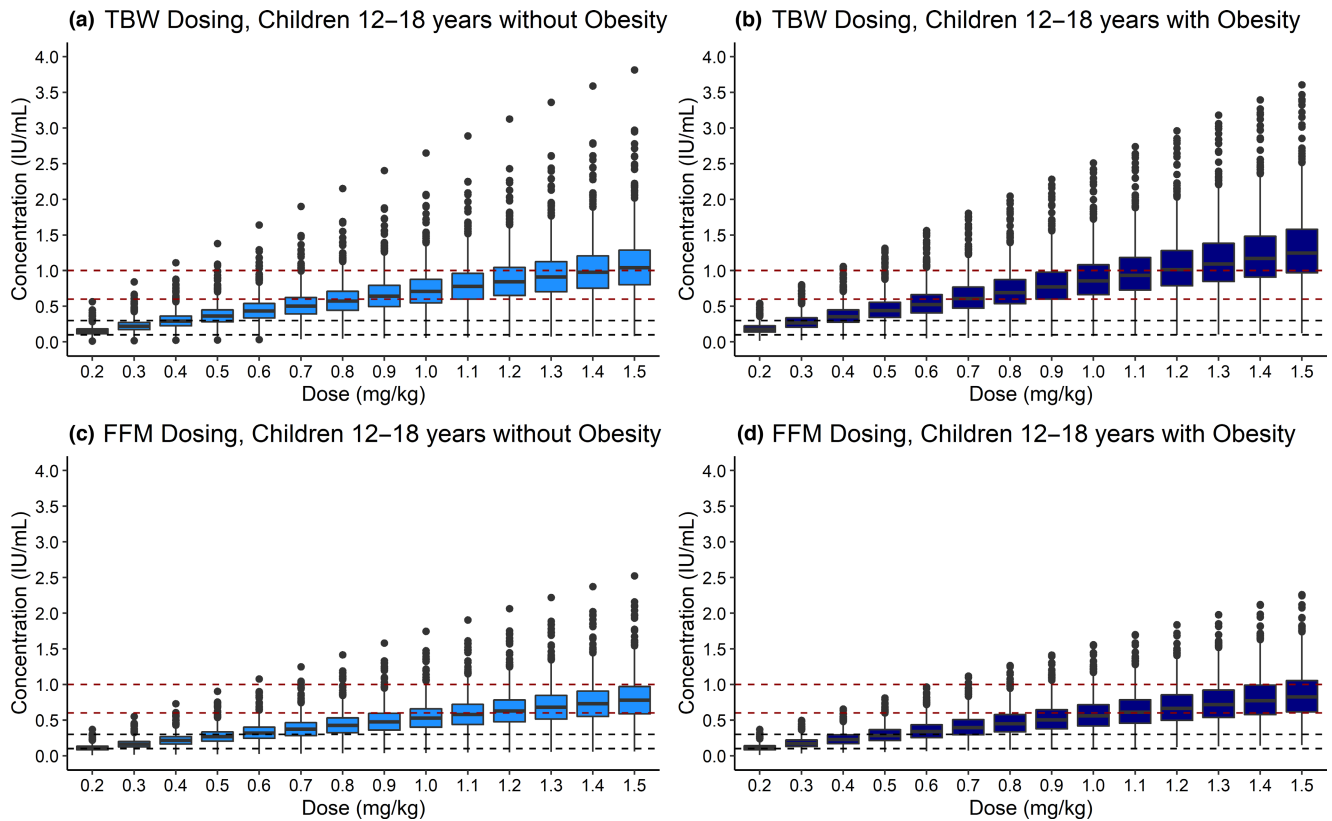 (a) TBW Dosing, Children 12–18 years without Obesity
Concentration (IU/mL)
4.0
3.5
3.0
2.5
2.0
1.5
1.0
0.5
0.0
0.2 0.3 0.4 0.5 0.6 0.7 0.8 0.9 1.0 1.1 1.2 1.3 1.4 1.5
Dose (mg/kg)
(b) TBW Dosing, Children 12–18 years with Obesity
Concentration (IU/mL)
4.0
3.5
3.0
2.5
2.0
1.5
1.0
0.5
0.0
0.2 0.3 0.4 0.5 0.6 0.7 0.8 0.9 1.0 1.1 1.2 1.3 1.4 1.5
Dose (mg/kg)
(c) FFM Dosing, Children 12–18 years without Obesity
Concentration (IU/mL)
4.0
3.5
3.0
2.5
2.0
1.5
1.0
0.5
0.0
0.2 0.3 0.4 0.5 0.6 0.7 0.8 0.9 1.0 1.1 1.2 1.3 1.4 1.5
Dose (mg/kg)
(d) FFM Dosing, Children 12–18 years with Obesity
Concentration (IU/mL)
4.0
3.5
3.0
2.5
2.0
1.5
1.0
0.5
0.0
0.2 0.3 0.4 0.5 0.6 0.7 0.8 0.9 1.0 1.1 1.2 1.3 1.4 1.5
Dose (mg/kg)